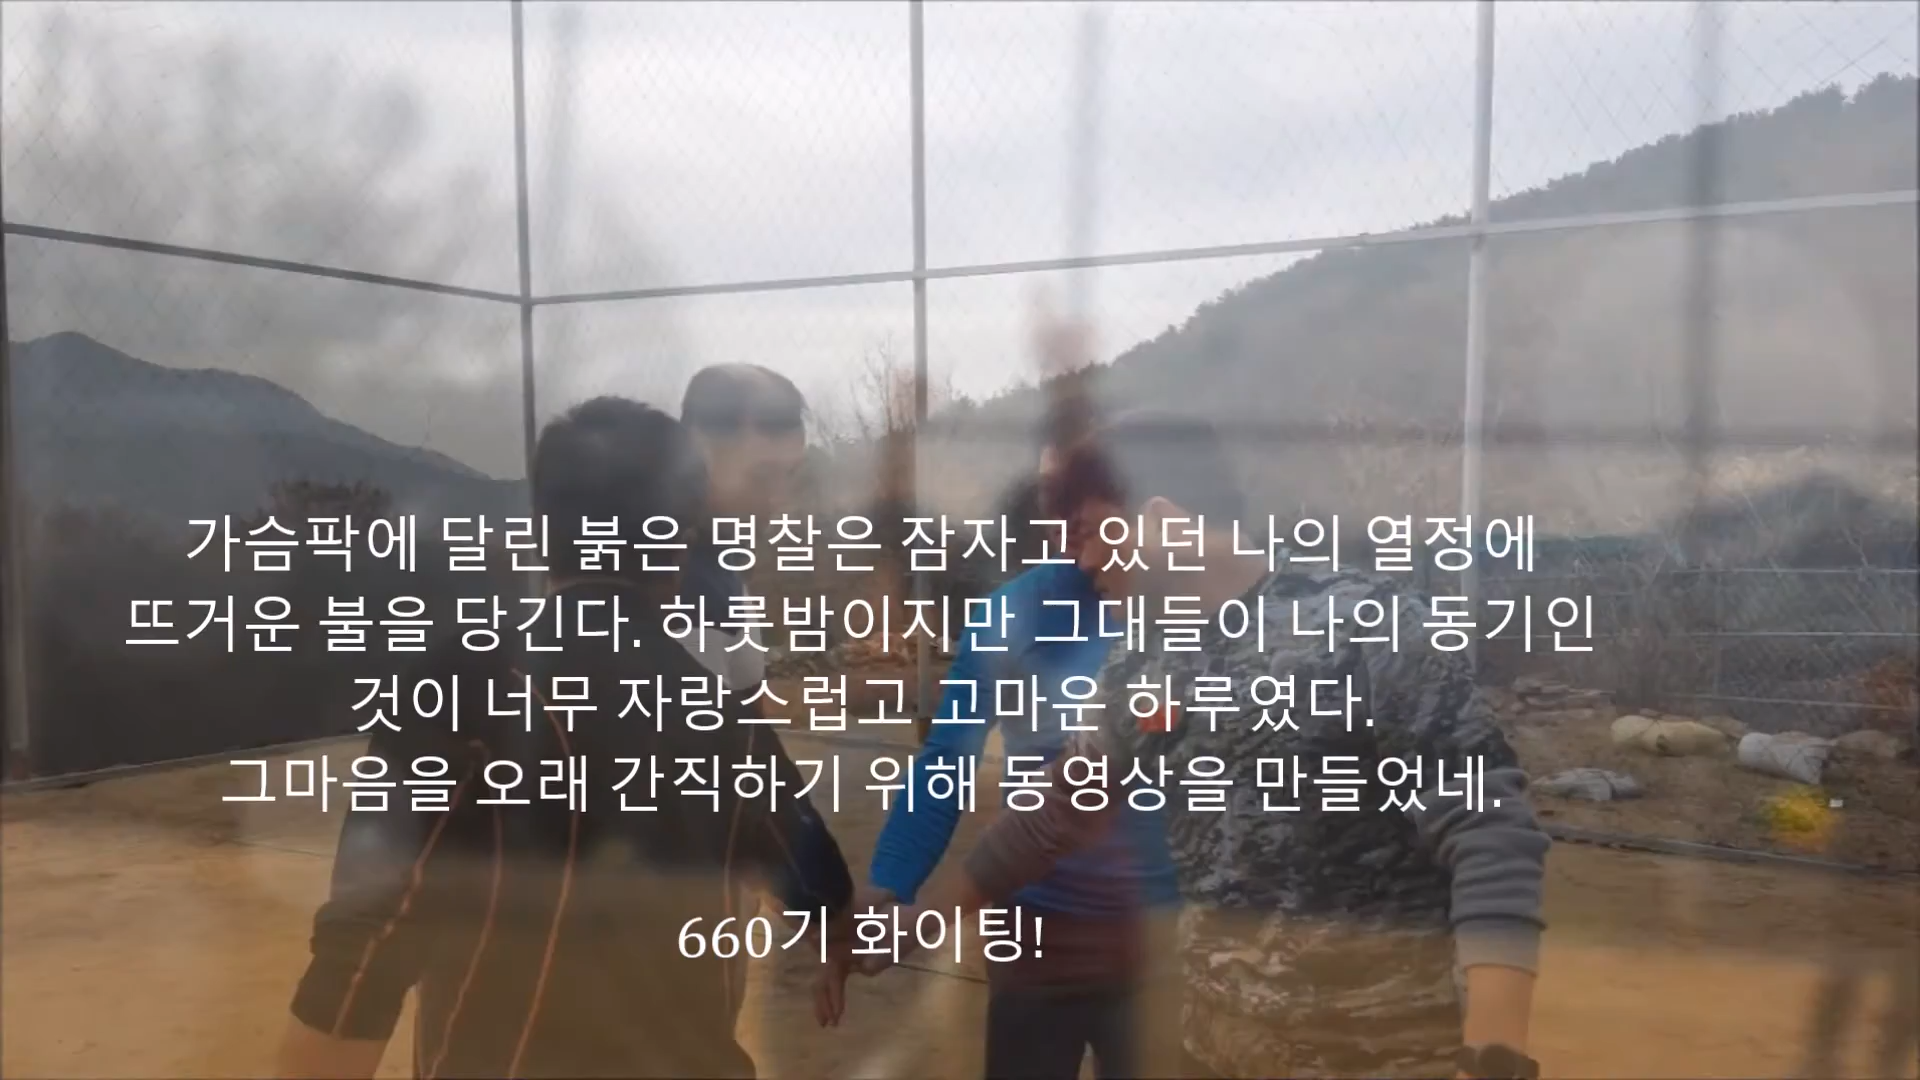 가슴팍에 달린 붉은 명찰은 잠자고 있던 나의 열정에
뜨거운 불을 당긴다. 하룻밤이지만 그대들이 나의 동기인
것이 너무 자랑스럽고 고마운 하루였다.
그마음을 오래 간직하기 위해 동영상을 만들었네.
660기 화이팅!